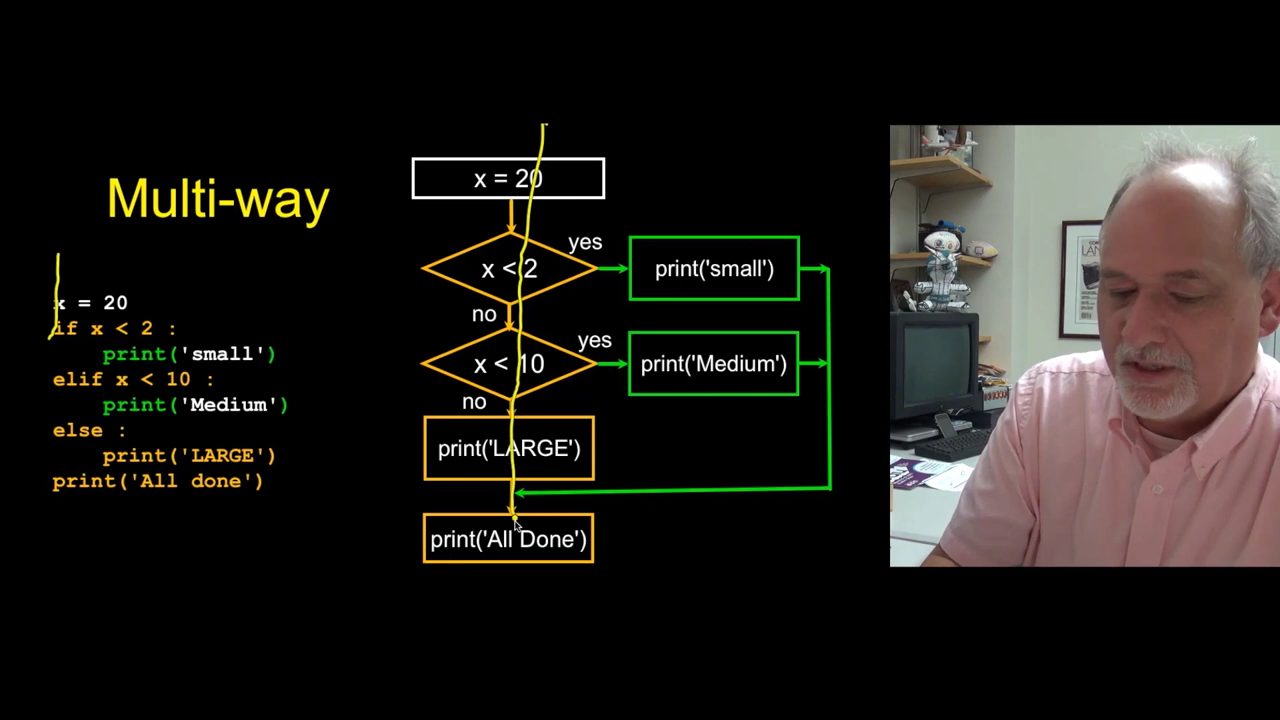 Multi-way
x = 20
if x < 2 :
    print('small')
elif x < 10 :
    print('Medium')
else :
    print('LARGE')
print('All done')
x = 20
x < 2
yes
print('small')
no
x < 10
yes
print('Medium')
no
print('LARGE')
print('All Done')